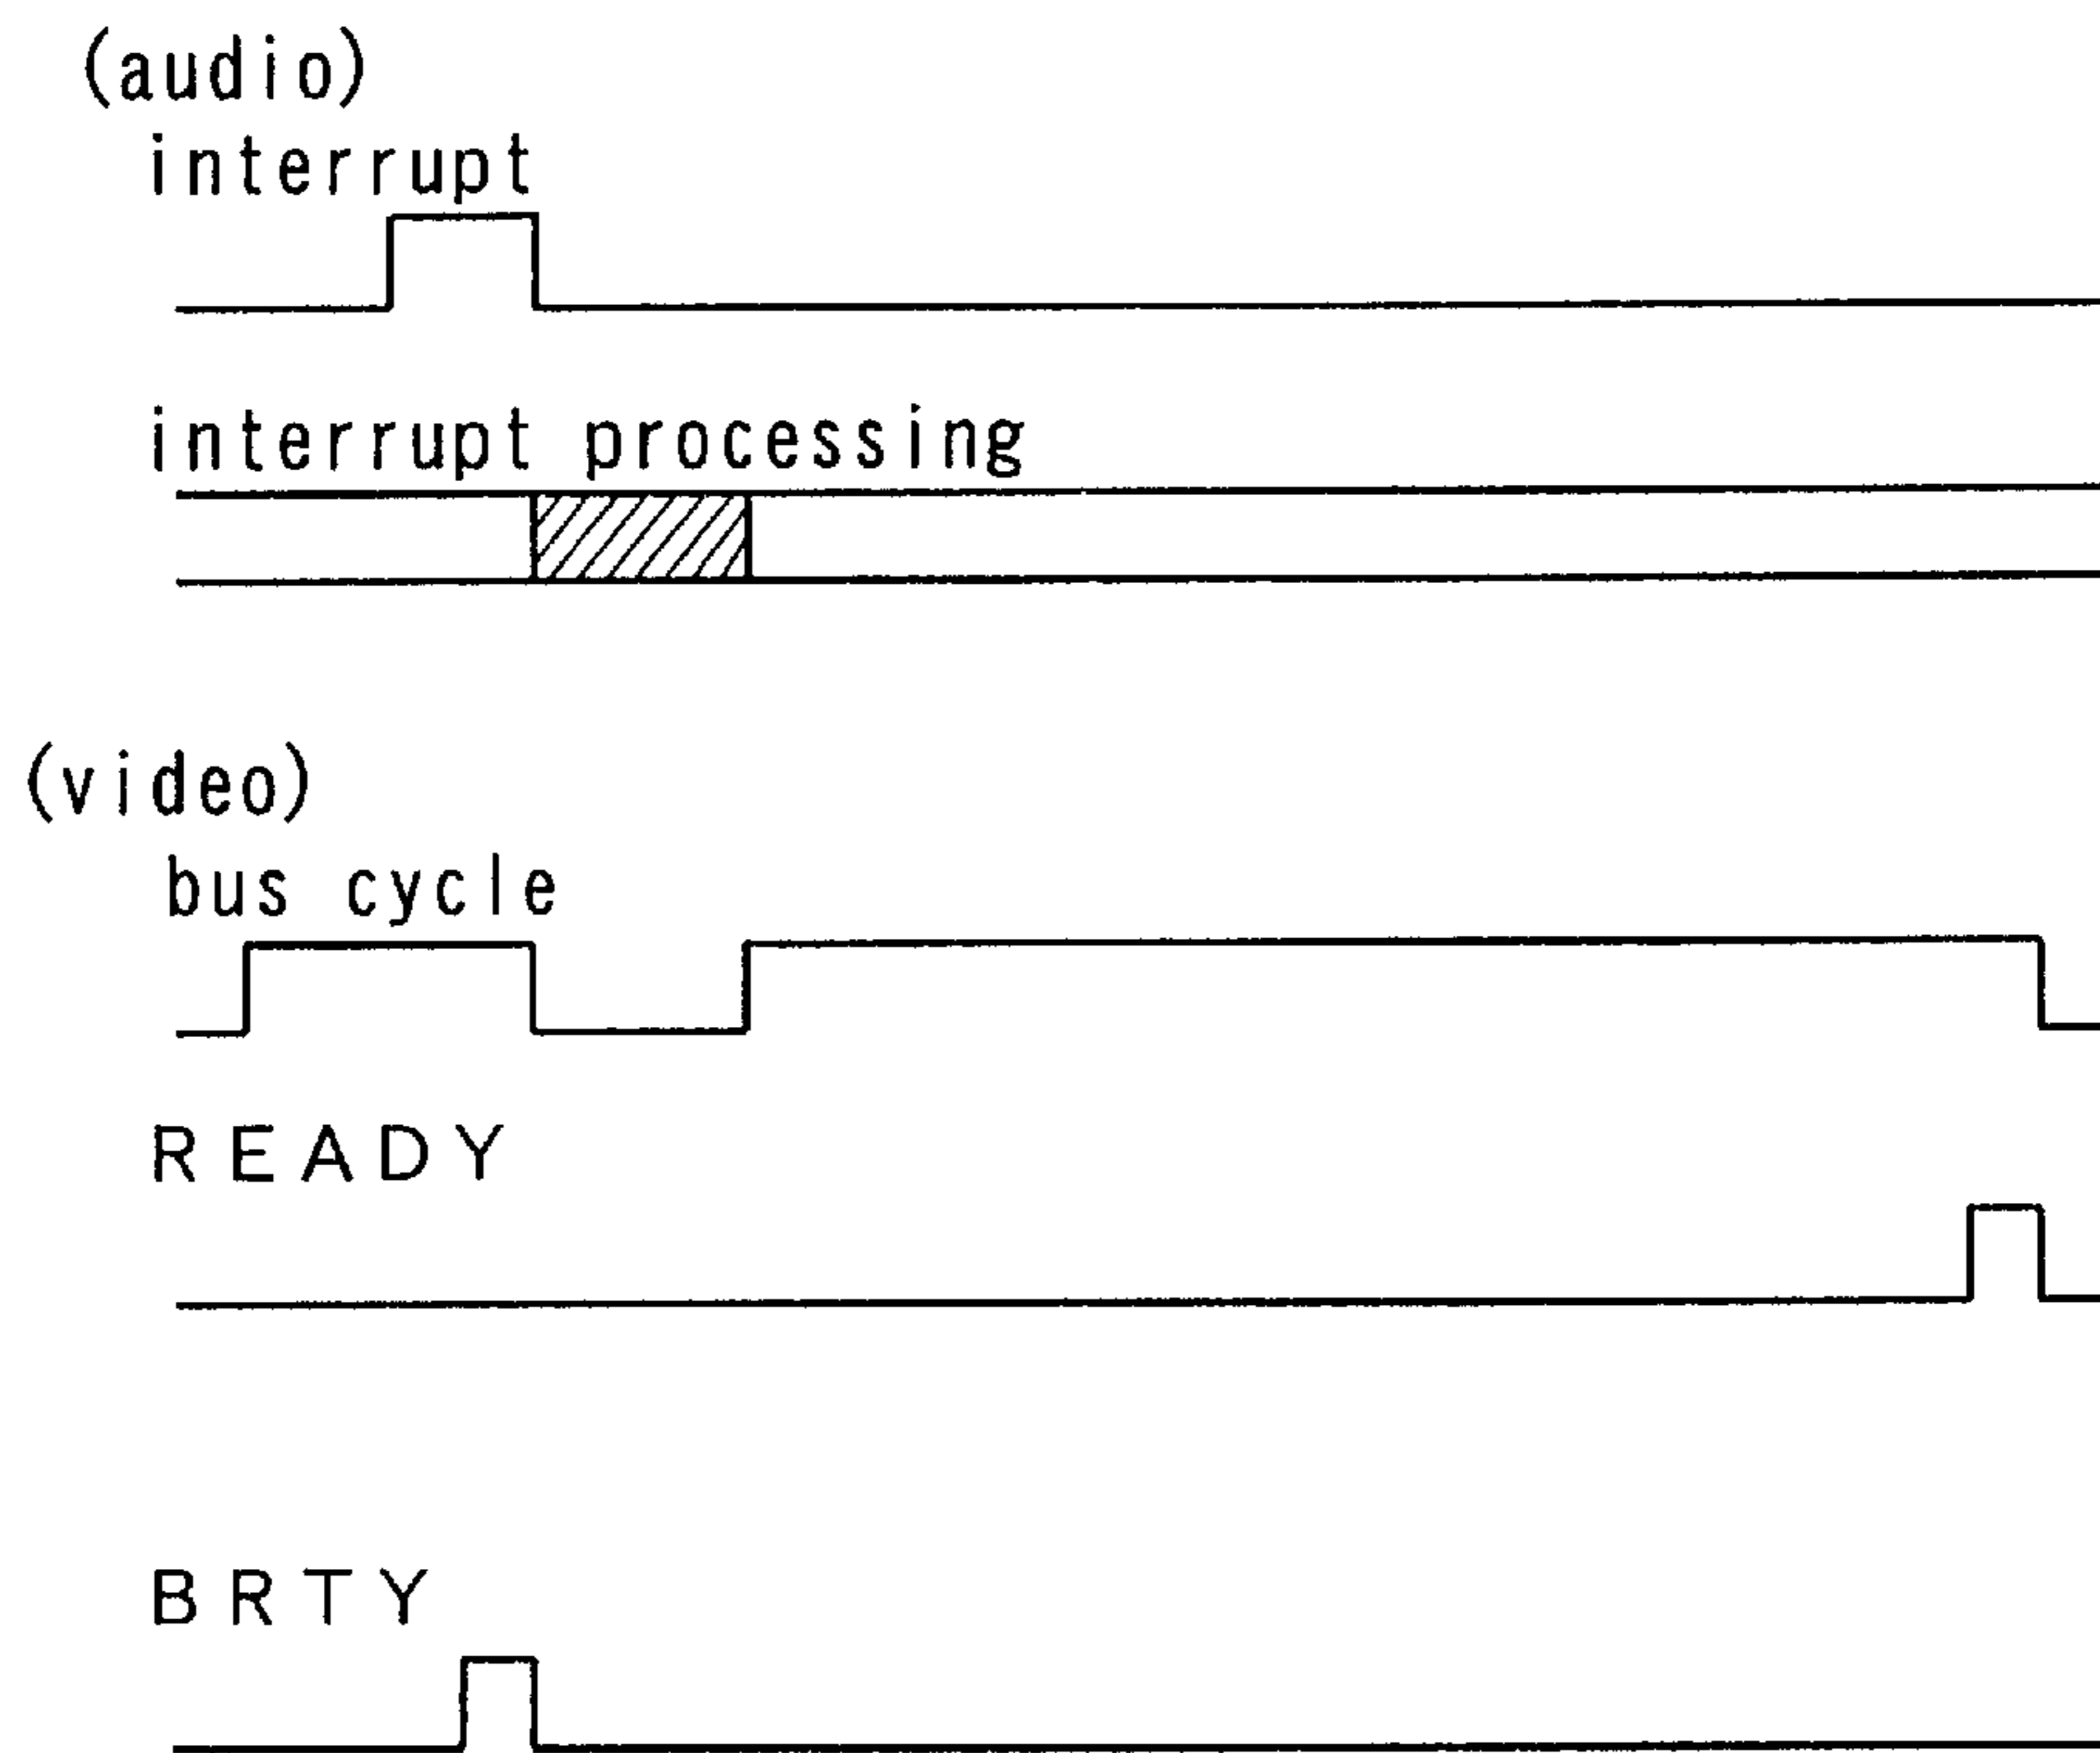 (audio)
interrupt
interrupt processing
(video)
bus cycle
READY
BRTY